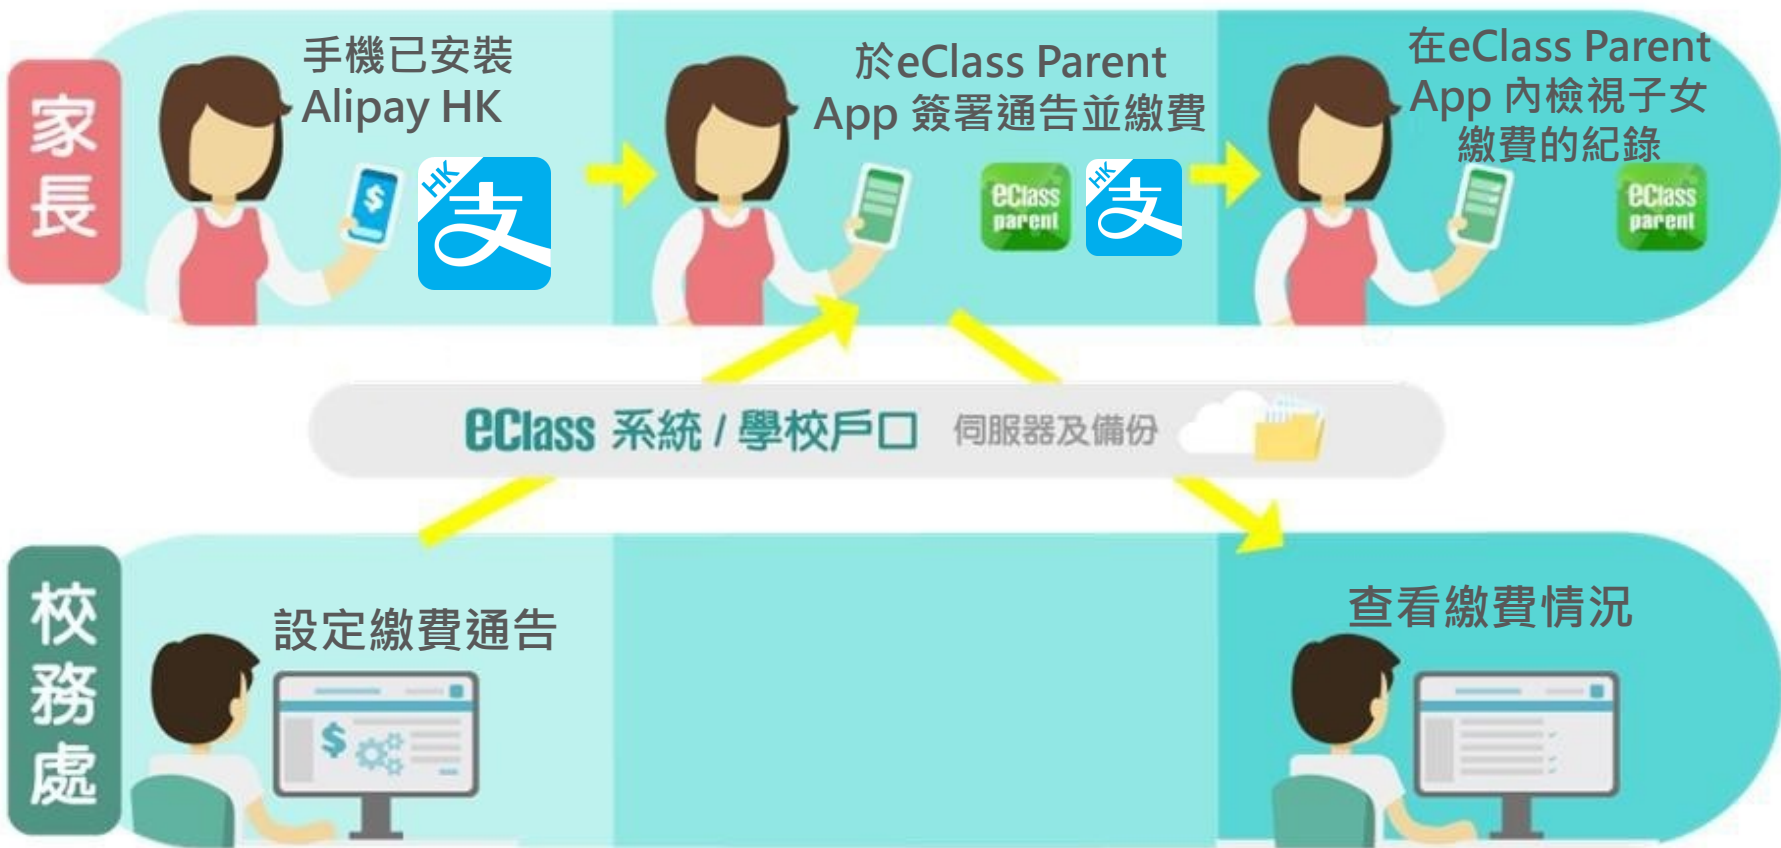 家長
手機已安裝
Alipay HK
HK
支
於eClass Parent
App 簽署通告並繳費
eClass
parent
HK
支
在eClass Parent
App 內檢視子女
繳費的紀錄
eClass
parent
eClass 系統 / 學校戶口 伺服器及備份
校務處
設定繳費通告
$
查看繳費情況